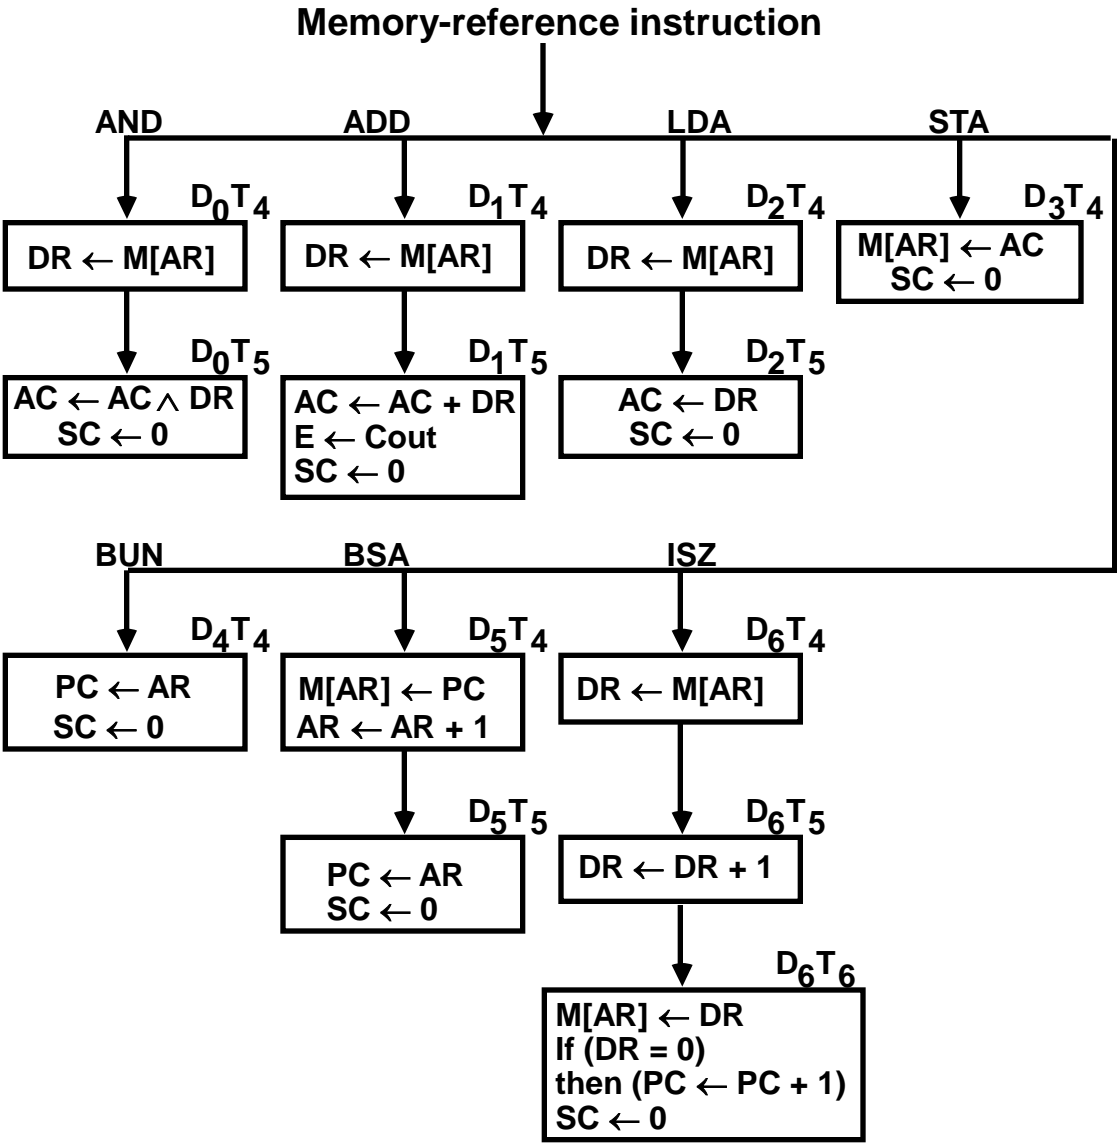 Memory-reference instruction
AND ADD LDA STA
D0T4 D1T4 D2T4 D3T4
DR ← M[AR] DR ← M[AR] DR ← M[AR] M[AR] ← AC
SC ← 0
D0T5 D1T5 D2T5
AC ← AC ∧ DR
SC ← 0
AC ← AC + DR
E ← Cout
SC ← 0
AC ← DR
SC ← 0
BUN BSA ISZ
D4T4 D5T4 D6T4
PC ← AR
SC ← 0
M[AR] ← PC
AR ← AR + 1
DR ← M[AR]
D5T5 D6T5
PC ← AR
SC ← 0
DR ← DR + 1
D6T6
M[AR] ← DR
If (DR = 0)
then (PC ← PC + 1)
SC ← 0